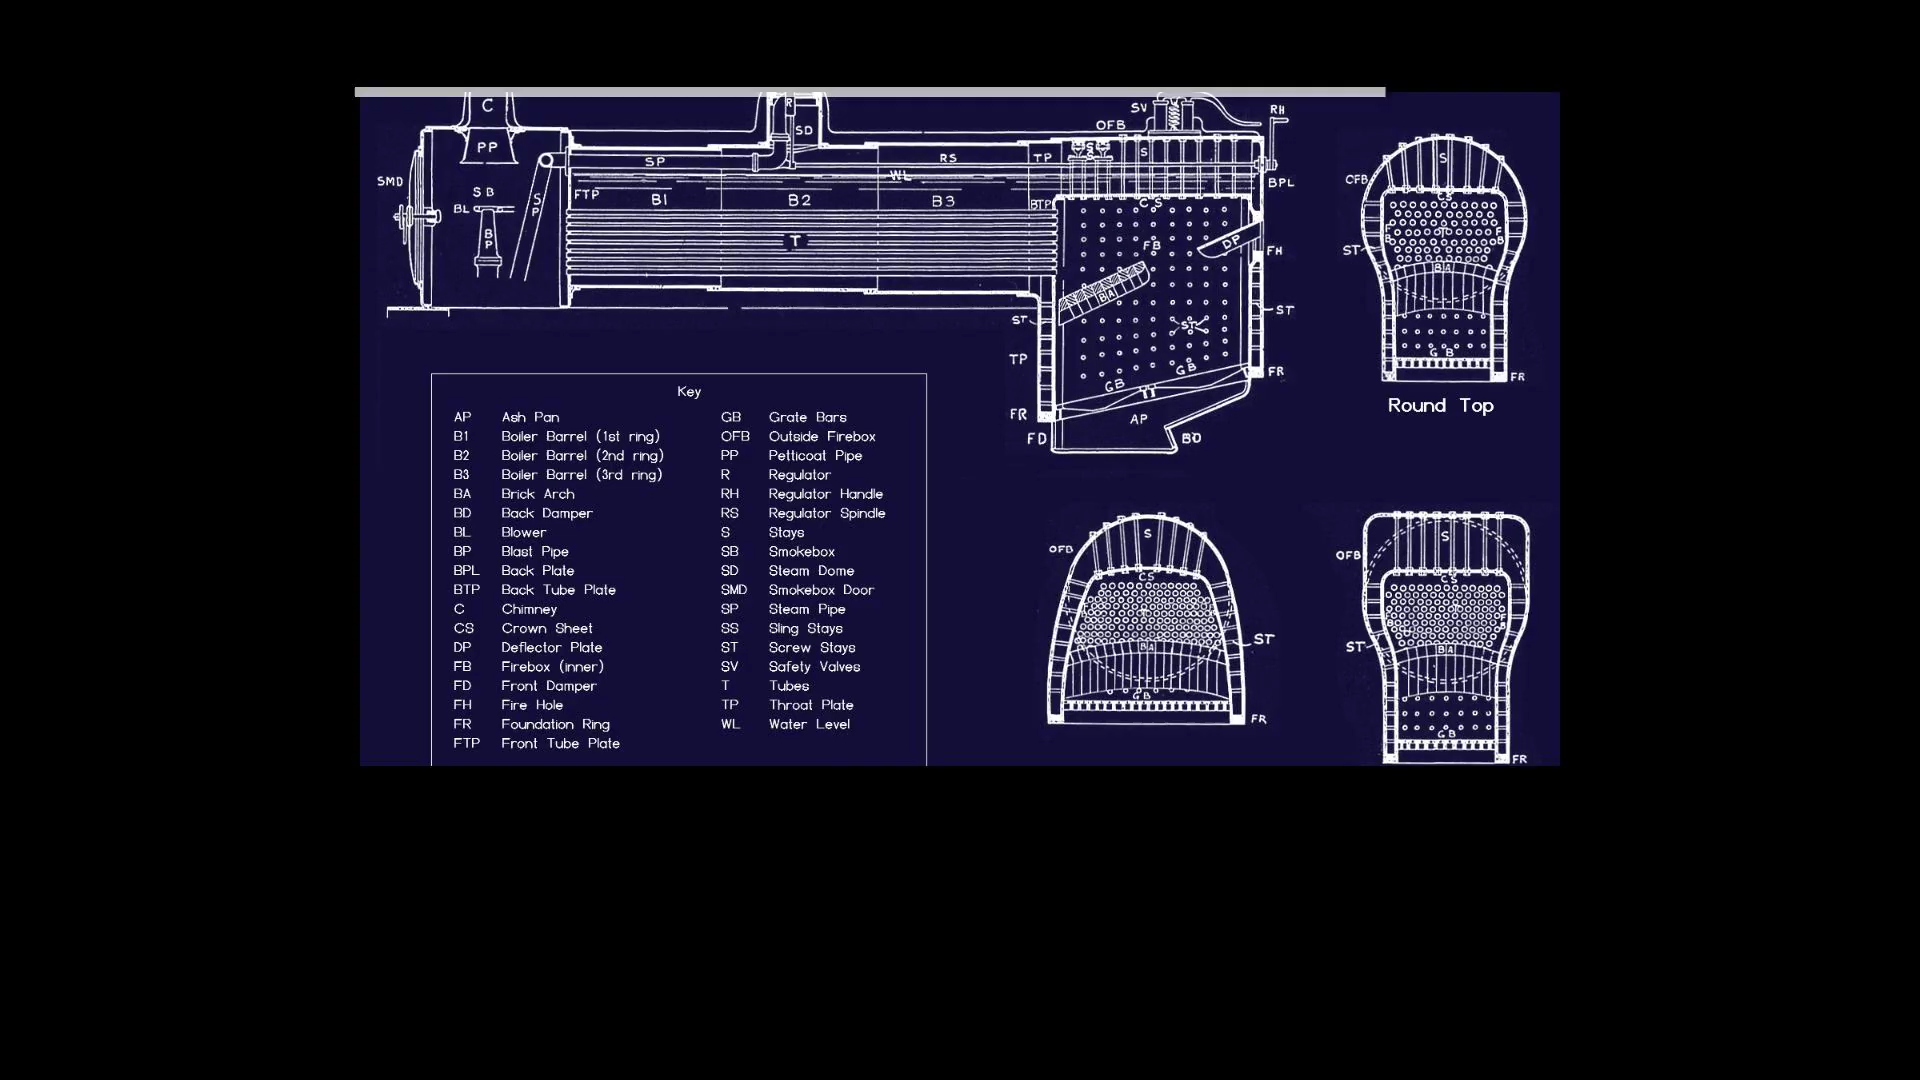 C
R
SD
SV
RH
OFB
PP
SP
RS
TP
S
S
S
SMD
WL
BPL
SB
FTP
B1
B2
B3
BTP
CS
BL
SP
BP
T
FB
DP
FH
BA
ST
ST
ST
TP
GB
GB
FR
FR
AP
FD
BD
S
OFB
CS
T
FB
FB
ST
BA
GB
FR
Round Top
Key
AP Ash Pan
B1 Boiler Barrel (1st ring)
B2 Boiler Barrel (2nd ring)
B3 Boiler Barrel (3rd ring)
BA Brick Arch
BD Back Damper
BL Blower
BP Blast Pipe
BPL Back Plate
BTP Back Tube Plate
C Chimney
CS Crown Sheet
DP Deflector Plate
FB Firebox (inner)
FD Front Damper
FH Fire Hole
FR Foundation Ring
FTP Front Tube Plate
GB Grate Bars
OFB Outside Firebox
PP Petticoat Pipe
R Regulator
RH Regulator Handle
RS Regulator Spindle
S Stays
SB Smokebox
SD Steam Dome
SMD Smokebox Door
SP Steam Pipe
SS Sling Stays
ST Screw Stays
SV Safety Valves
T Tubes
TP Throat Plate
WL Water Level
S
OFB
CS
ST
BA
GB
FR
S
OFB
CS
ST
BA
GB
FR